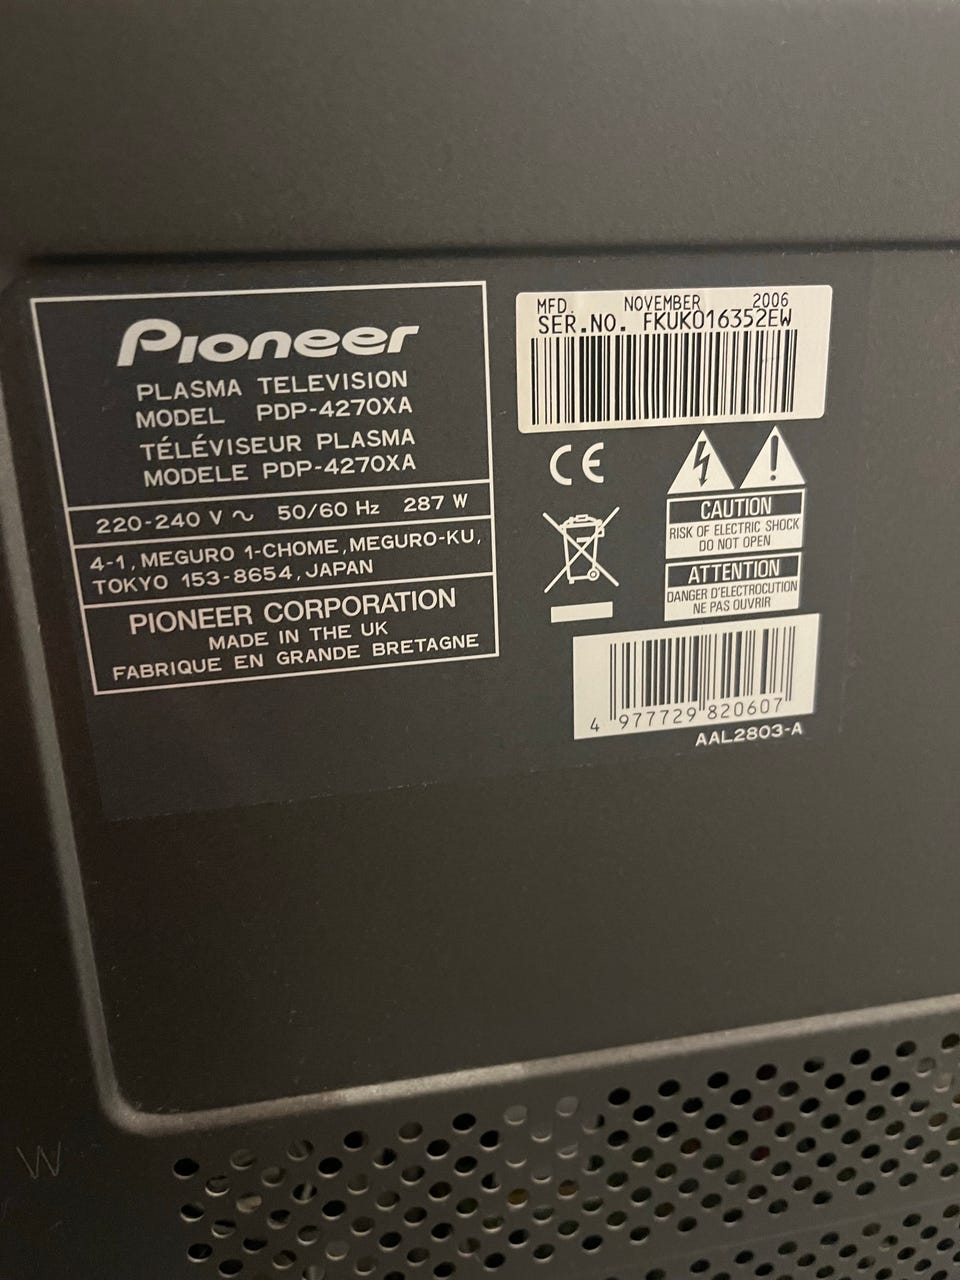 Pioneer
PLASMA TELEVISION
MODEL PDP-4270XA
TÉLÉVISEUR PLASMA
MODELE PDP-4270XA
220-240 V ~ 50/60 Hz 287 W
4-1, MEGURO 1-CHOME, MEGURO-KU,
TOKYO 153-8654, JAPAN
PIONEER CORPORATION
MADE IN THE UK
FABRIQUE EN GRANDE BRETAGNE
MFD. NOVEMBER 2006
SER.NO. FKUK016352EW
CE
CAUTION
RISK OF ELECTRIC SHOCK
DO NOT OPEN
ATTENTION
DANGER D'ELECTROCUTION
NE PAS OUVRIR
4 977729 820607
AAL2803-A
W